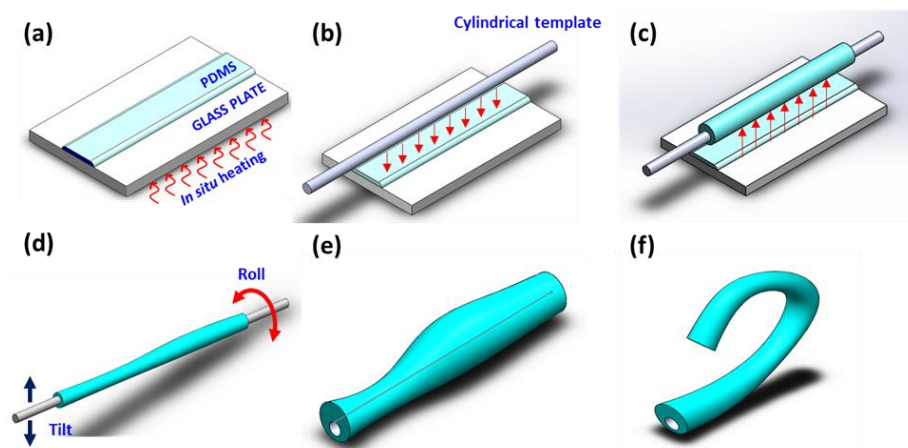 (a)
PDMS
GLASS PLATE
In situ heating
(b)
Cylindrical template
(c)
(d)
Roll
Tilt
(e)
(f)